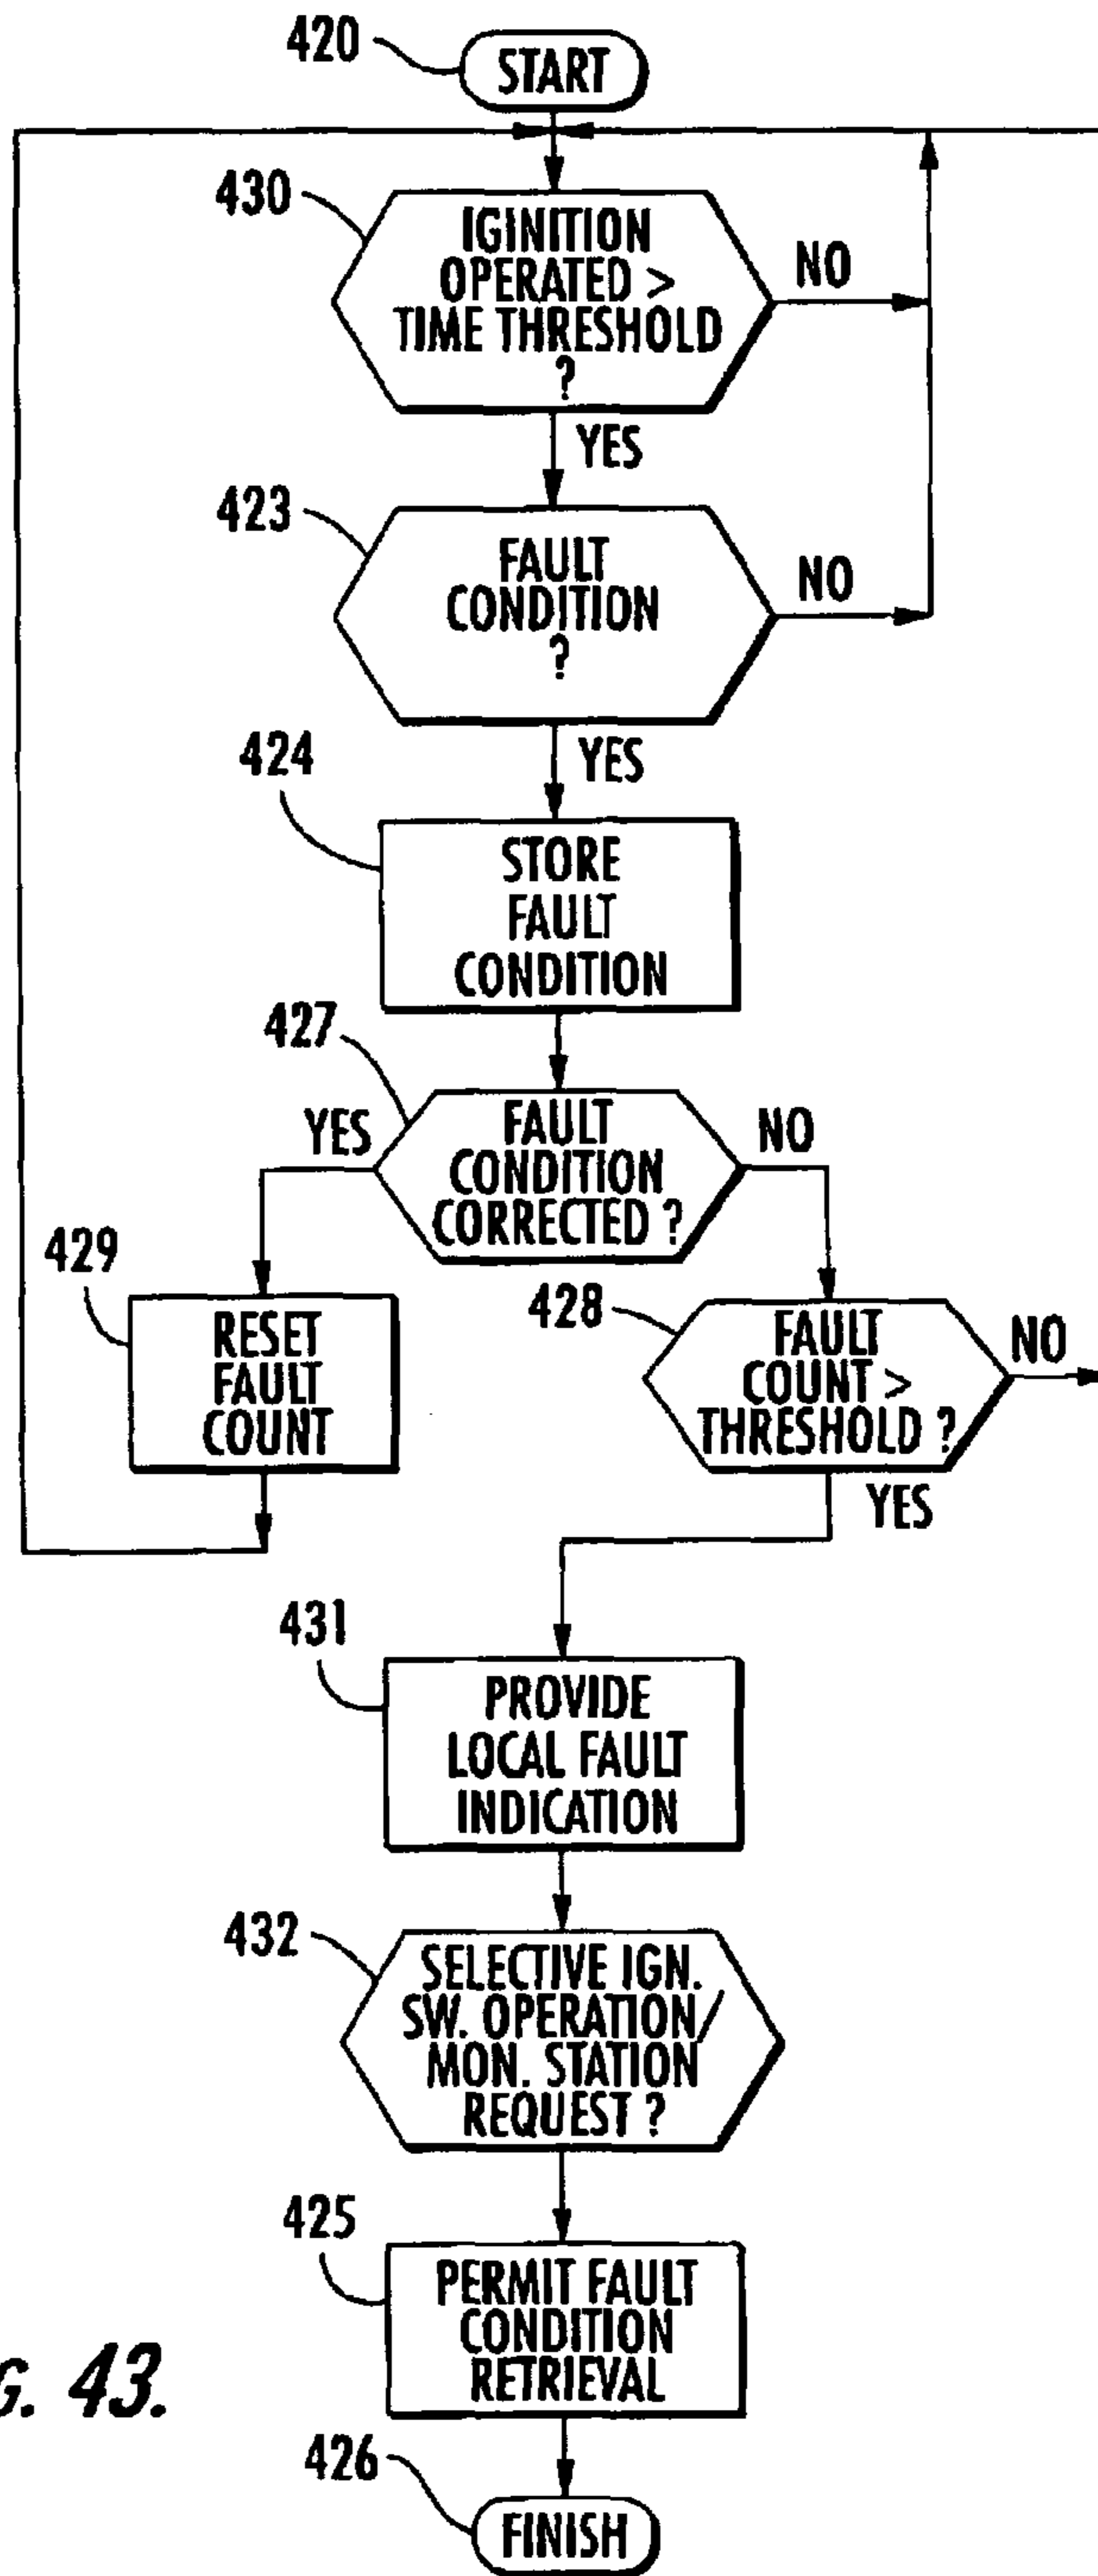 420
START
430
IGINITION
OPERATED >
TIME THRESHOLD
?
NO
YES
423
FAULT
CONDITION
?
NO
YES
424
STORE
FAULT
CONDITION
427
YES
FAULT
CONDITION
CORRECTED ?
NO
429
RESET
FAULT
COUNT
428
FAULT
COUNT >
THRESHOLD ?
NO
YES
431
PROVIDE
LOCAL FAULT
INDICATION
432
SELECTIVE IGN.
SW. OPERATION/
MON. STATION
REQUEST ?
425
PERMIT FAULT
CONDITION
RETRIEVAL
G. 43.
426
FINISH